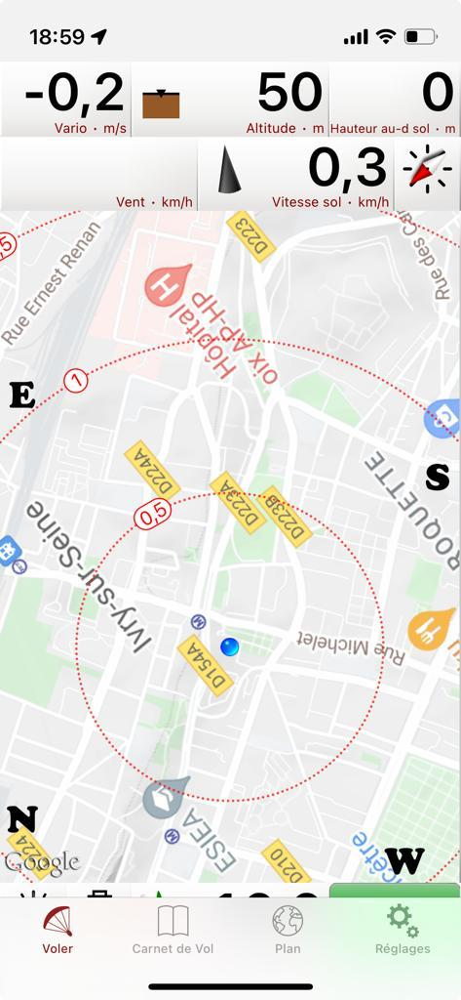 18:59
-0,2
Vario · m/s
50
Altitude · m
0
Hauteur au-d sol · m
Vent · km/h
0,3
Vitesse sol · km/h
,5
Rue Ernest Renan
D223
Rue des Ca
H
Hôpital
oix AP-HP
1
E
S
ROQUETTE
D224A
D223A
D223B
0,5
Ivry-sur-Seine
M
M
D154A
Rue Michelet
ESIEA
M
N
D224
Google
D210
cêtre
W
Voler
Carnet de Vol
Plan
Réglages